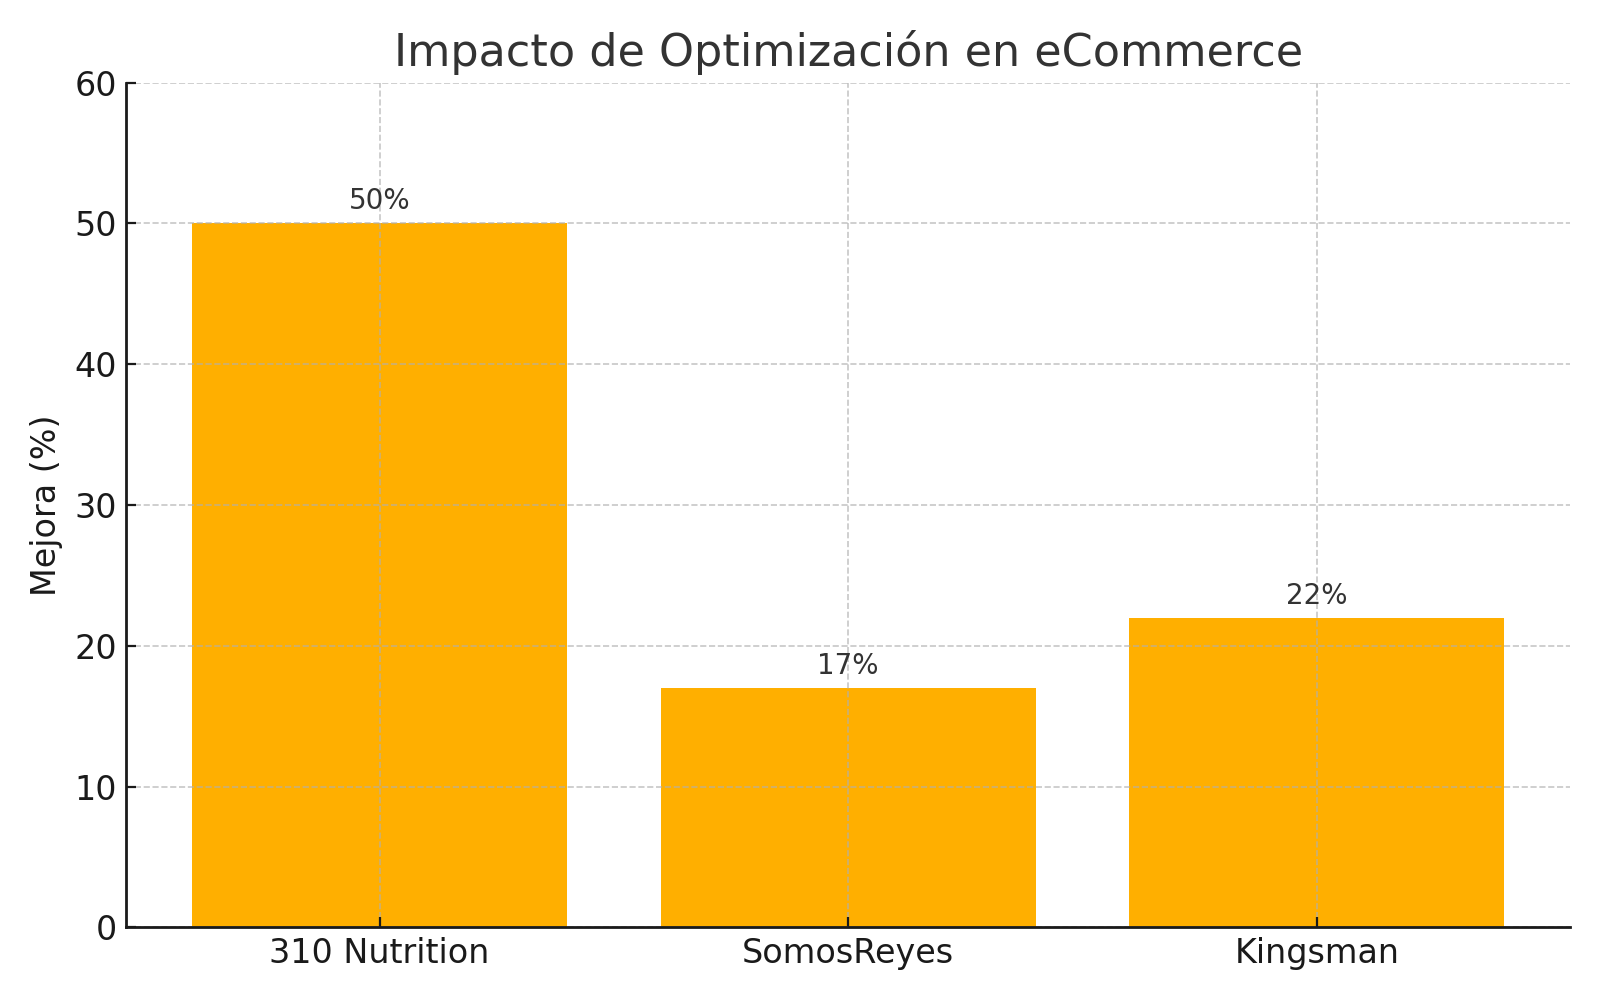 Impacto de Optimización en eCommerce
Mejora (%)
60
50
40
30
20
10
0
50%
17%
22%
310 Nutrition
SomosReyes
Kingsman